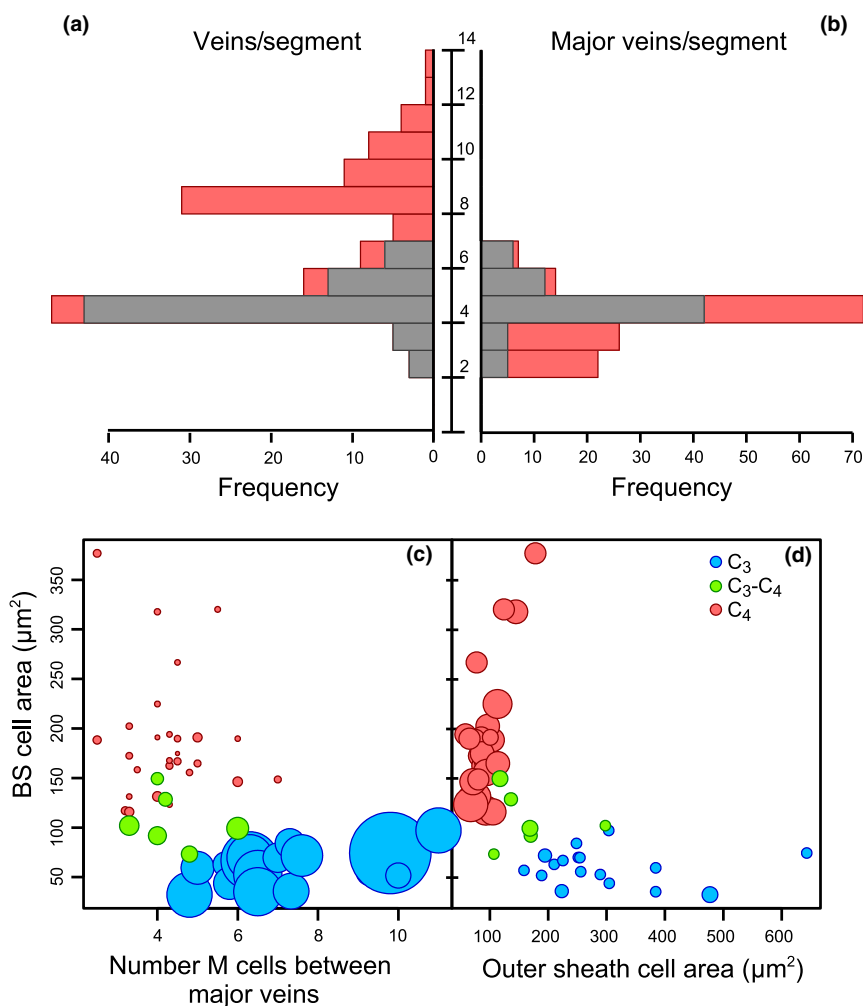 (a)
Veins/segment
Major veins/segment
(b)
14
12
10
8
6
4
2
40
30
20
10
0
0
10
20
30
40
50
60
70
Frequency
Frequency
(c)
(d)
C₃
C₃-C₄
C₄
BS cell area (µm²)
350
300
250
200
150
100
50
4
6
8
10
100
200
300
400
500
600
Number M cells between
major veins
Outer sheath cell area (µm²)